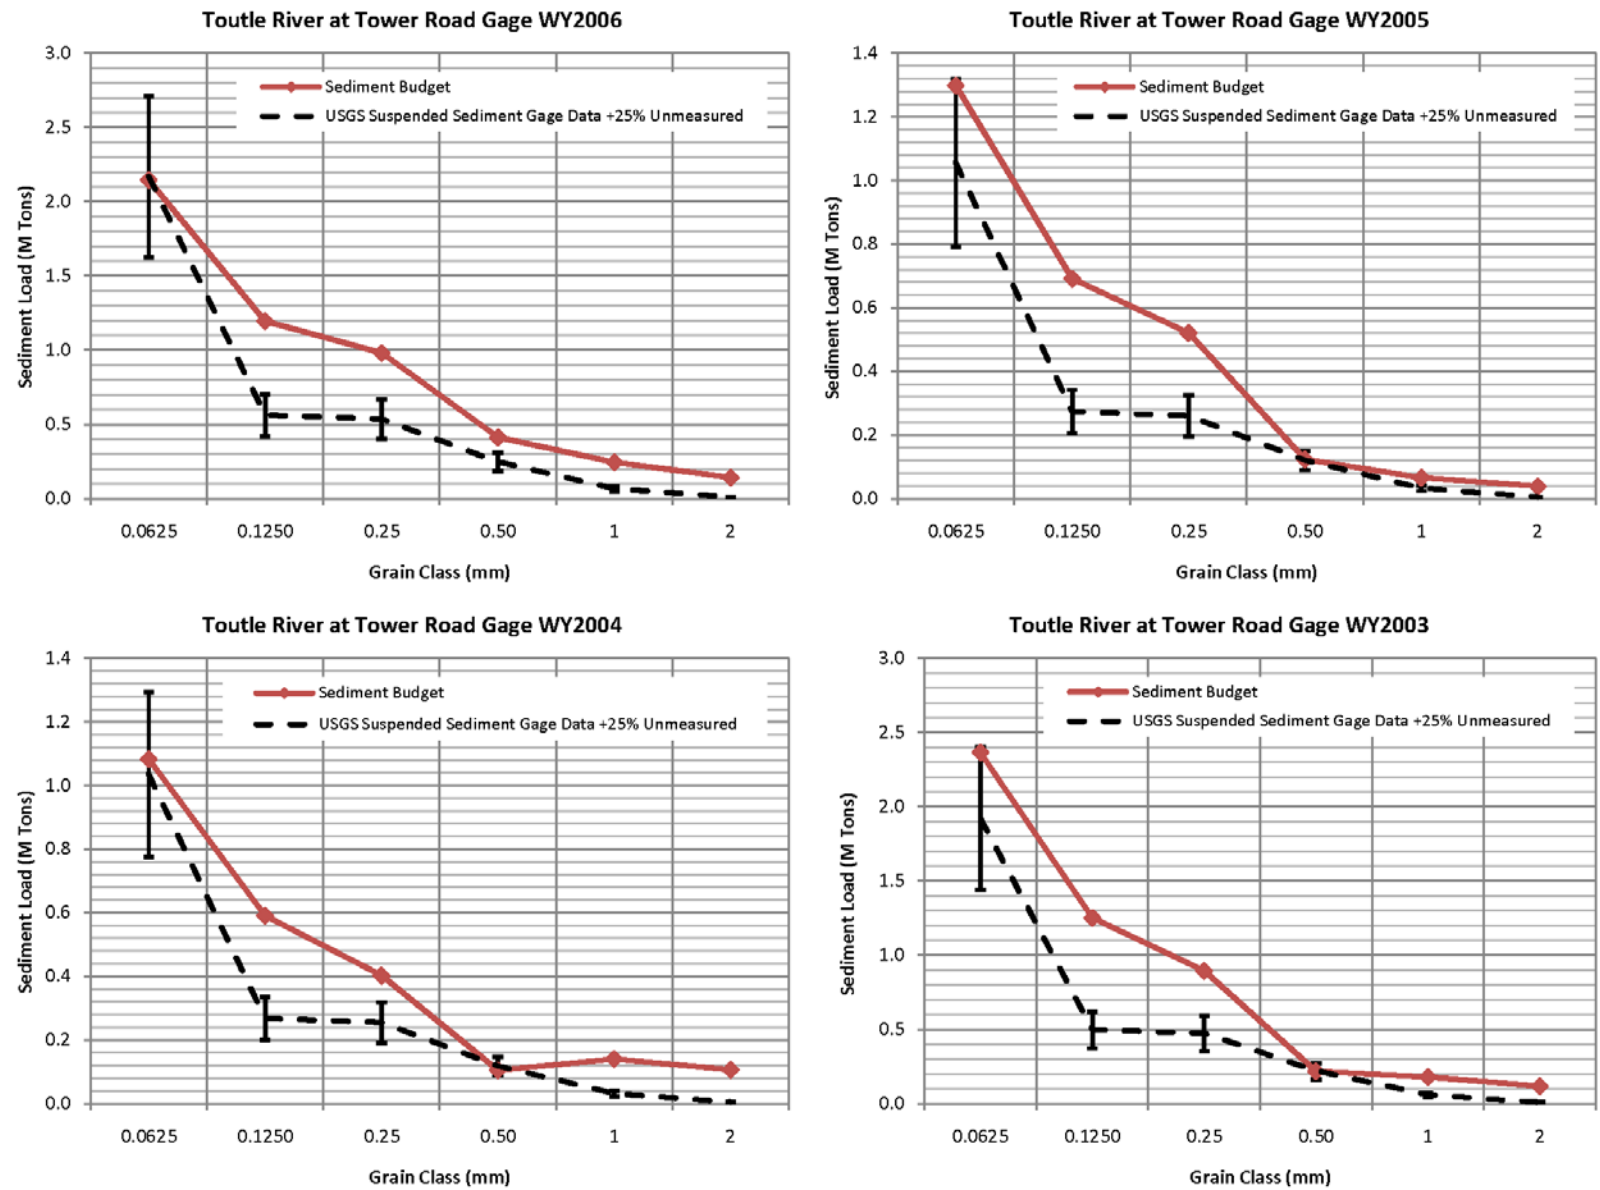 Toutle River at Tower Road Gage WY2006
3.0
2.5
2.0
1.5
1.0
0.5
0.0
Sediment Load (M Tons)
Sediment Budget
USGS Suspended Sediment Gage Data +25% Unmeasured
0.0625 0.1250 0.25 0.50 1 2
Grain Class (mm)
Toutle River at Tower Road Gage WY2005
1.4
1.2
1.0
0.8
0.6
0.4
0.2
0.0
Sediment Load (M Tons)
Sediment Budget
USGS Suspended Sediment Gage Data +25% Unmeasured
0.0625 0.1250 0.25 0.50 1 2
Grain Class (mm)
Toutle River at Tower Road Gage WY2004
1.4
1.2
1.0
0.8
0.6
0.4
0.2
0.0
Sediment Load (M Tons)
Sediment Budget
USGS Suspended Sediment Gage Data +25% Unmeasured
0.0625 0.1250 0.25 0.50 1 2
Grain Class (mm)
Toutle River at Tower Road Gage WY2003
3.0
2.5
2.0
1.5
1.0
0.5
0.0
Sediment Load (M Tons)
Sediment Budget
USGS Suspended Sediment Gage Data +25% Unmeasured
0.0625 0.1250 0.25 0.50 1 2
Grain Class (mm)